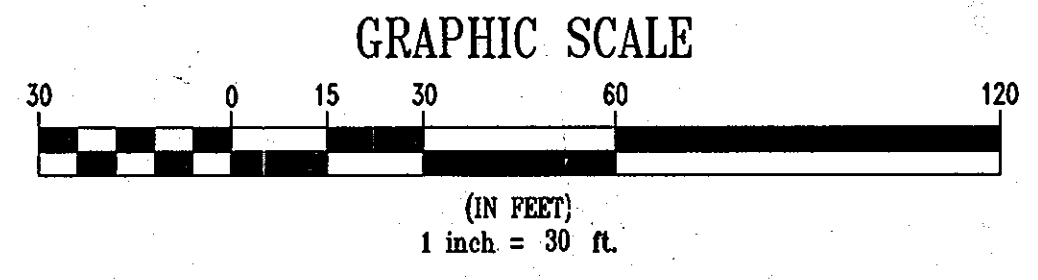 GRAPHIC SCALE
30 0 15 30 60 120
(IN FEET)
1 inch = 30 ft.